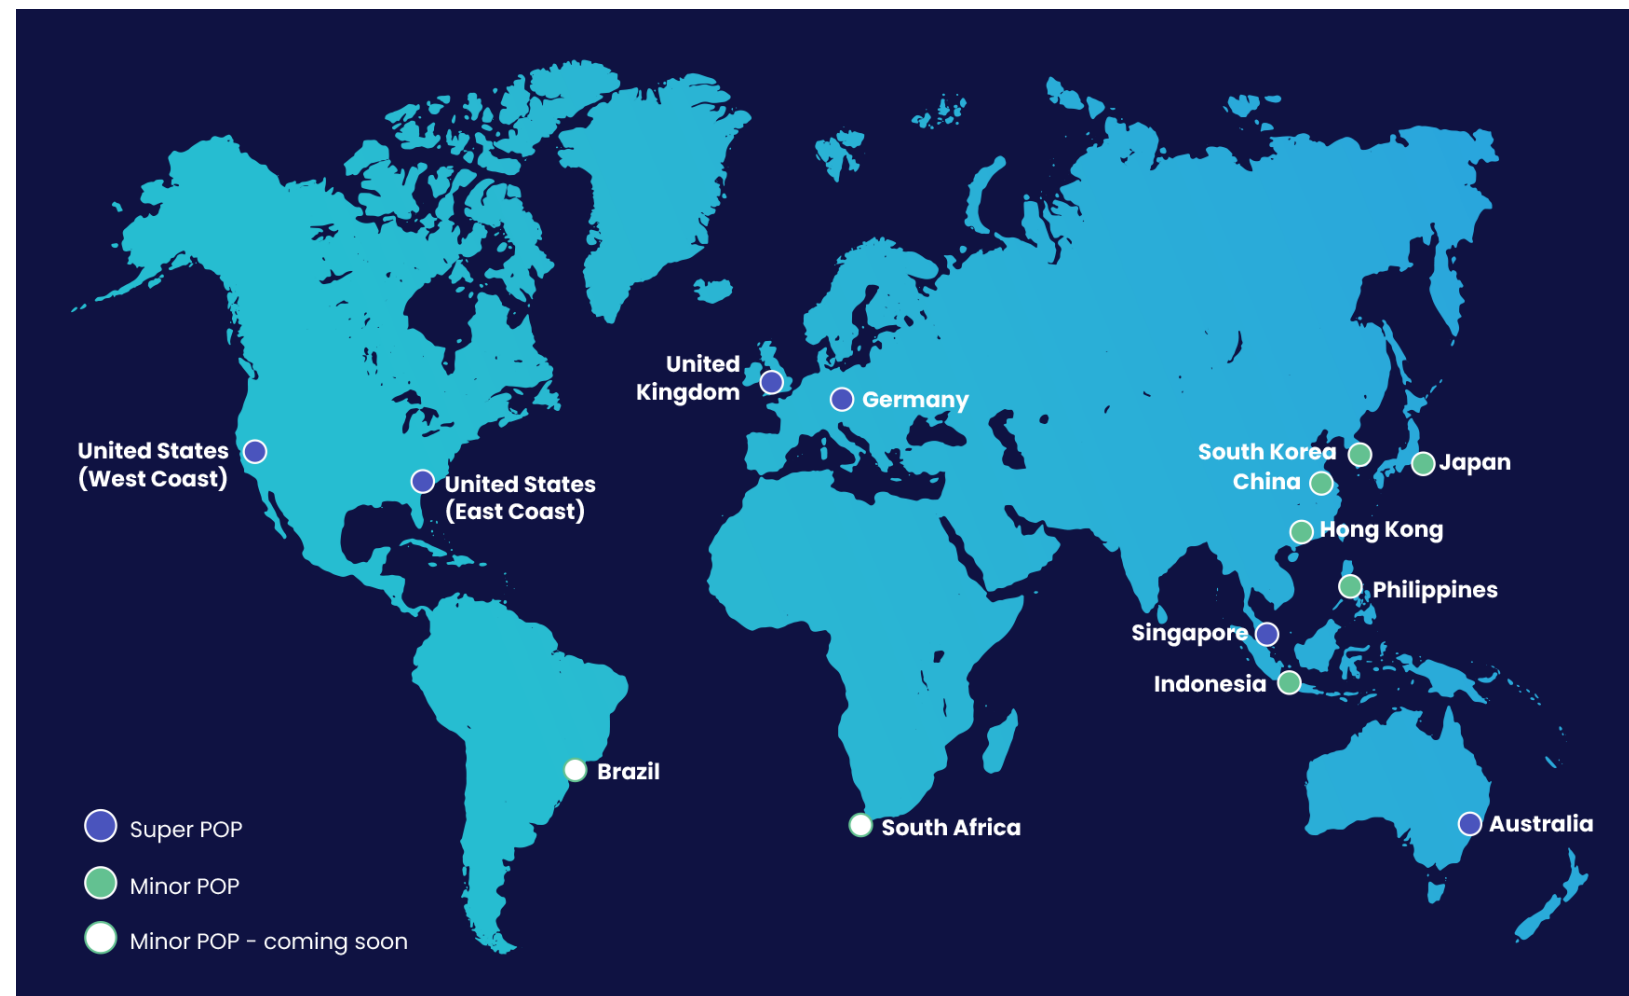 United
Kingdom
Germany
United States
(West Coast)
United States
(East Coast)
South Korea
Japan
China
Hong Kong
Philippines
Singapore
Indonesia
Brazil
South Africa
Australia
Super POP
Minor POP
Minor POP - coming soon